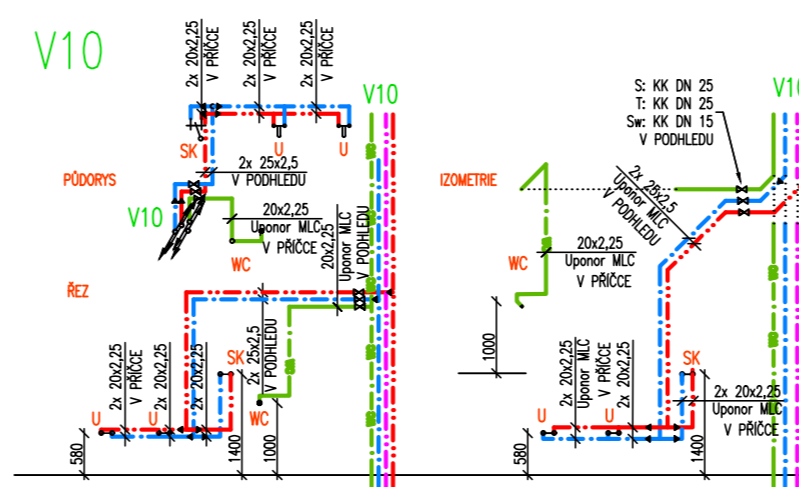 V10
2x 20x2,25
V PŘÍČCE
2x 20x2,25
V PŘÍČCE
2x 20x2,25
V PŘÍČCE
V10
SK
U
U
PŮDORYS
2x 25x2,5
V PODHLEDU
V10
20x2,25
Uponor MLC
V PŘÍČCE
WC
20x2,25
Uponor MLC
V PODHLEDU
ŘEZ
2x 20x2,25
V PŘÍČCE
2x 20x2,25
2x 20x2,25
SK
2x 25x2,5
V PODHLEDU
U
U
WC
580
1400
1000
S: KK DN 25
T: KK DN 25
Sw: KK DN 15
V PODHLEDU
V10
IZOMETRIE
2x 25x2,5
Uponor MLC
V PODHLEDU
WC
20x2,25
Uponor MLC
V PŘÍČCE
1000
2x 20x2,25
Uponor MLC
V PŘÍČCE
2x 20x2,25
SK
2x 20x2,25
Uponor MLC
V PŘÍČCE
U
U
580
1400